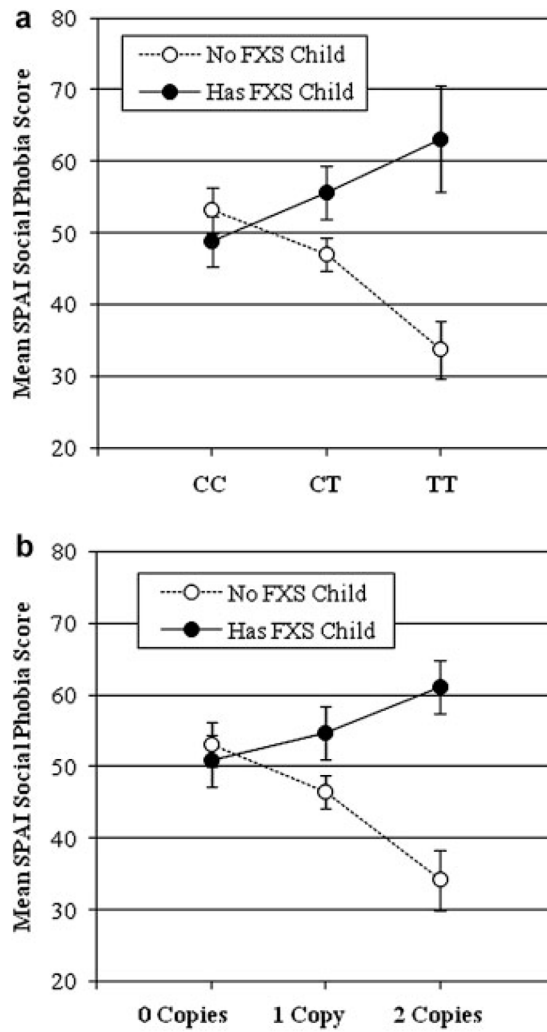 a
80
No FXS Child
Has FXS Child
70
60
50
40
30
20
Mean SPAI Social Phobia Score
CC CT TT
b
80
No FXS Child
Has FXS Child
70
60
50
40
30
20
Mean SPAI Social Phobia Score
0 Copies 1 Copy 2 Copies